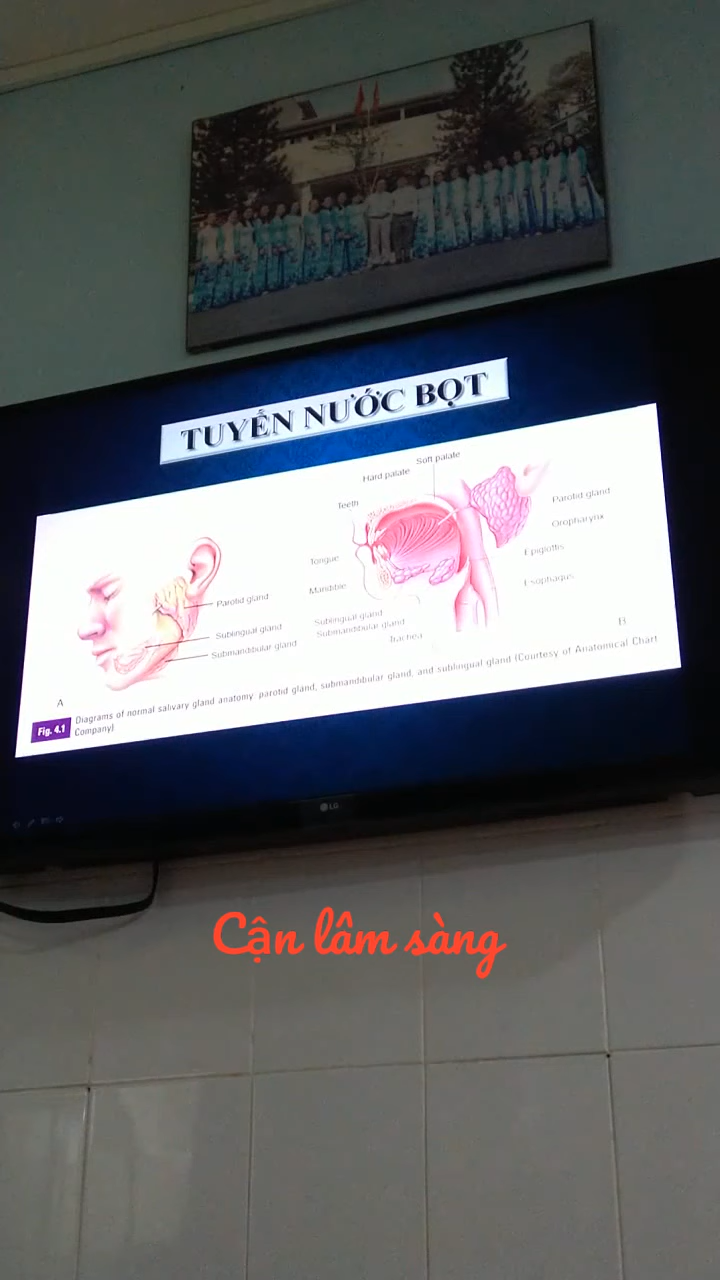 TUYẾN NƯỚC BỌT
Soft palate
Hard palate
Teeth
Parotid gland
Oropharynx
Tongue
Epiglottis
Mandible
Esophagus
Parotid gland
Sublingual gland
Sublingual gland
Submandibular gland
Submandibular gland
Trachea
A
B
Fig. 4.1
Diagrams of normal salivary gland anatomy: parotid gland, submandibular gland, and sublingual gland (Courtesy of Anatomical Chart
Company)
LG
Cận lâm sàng